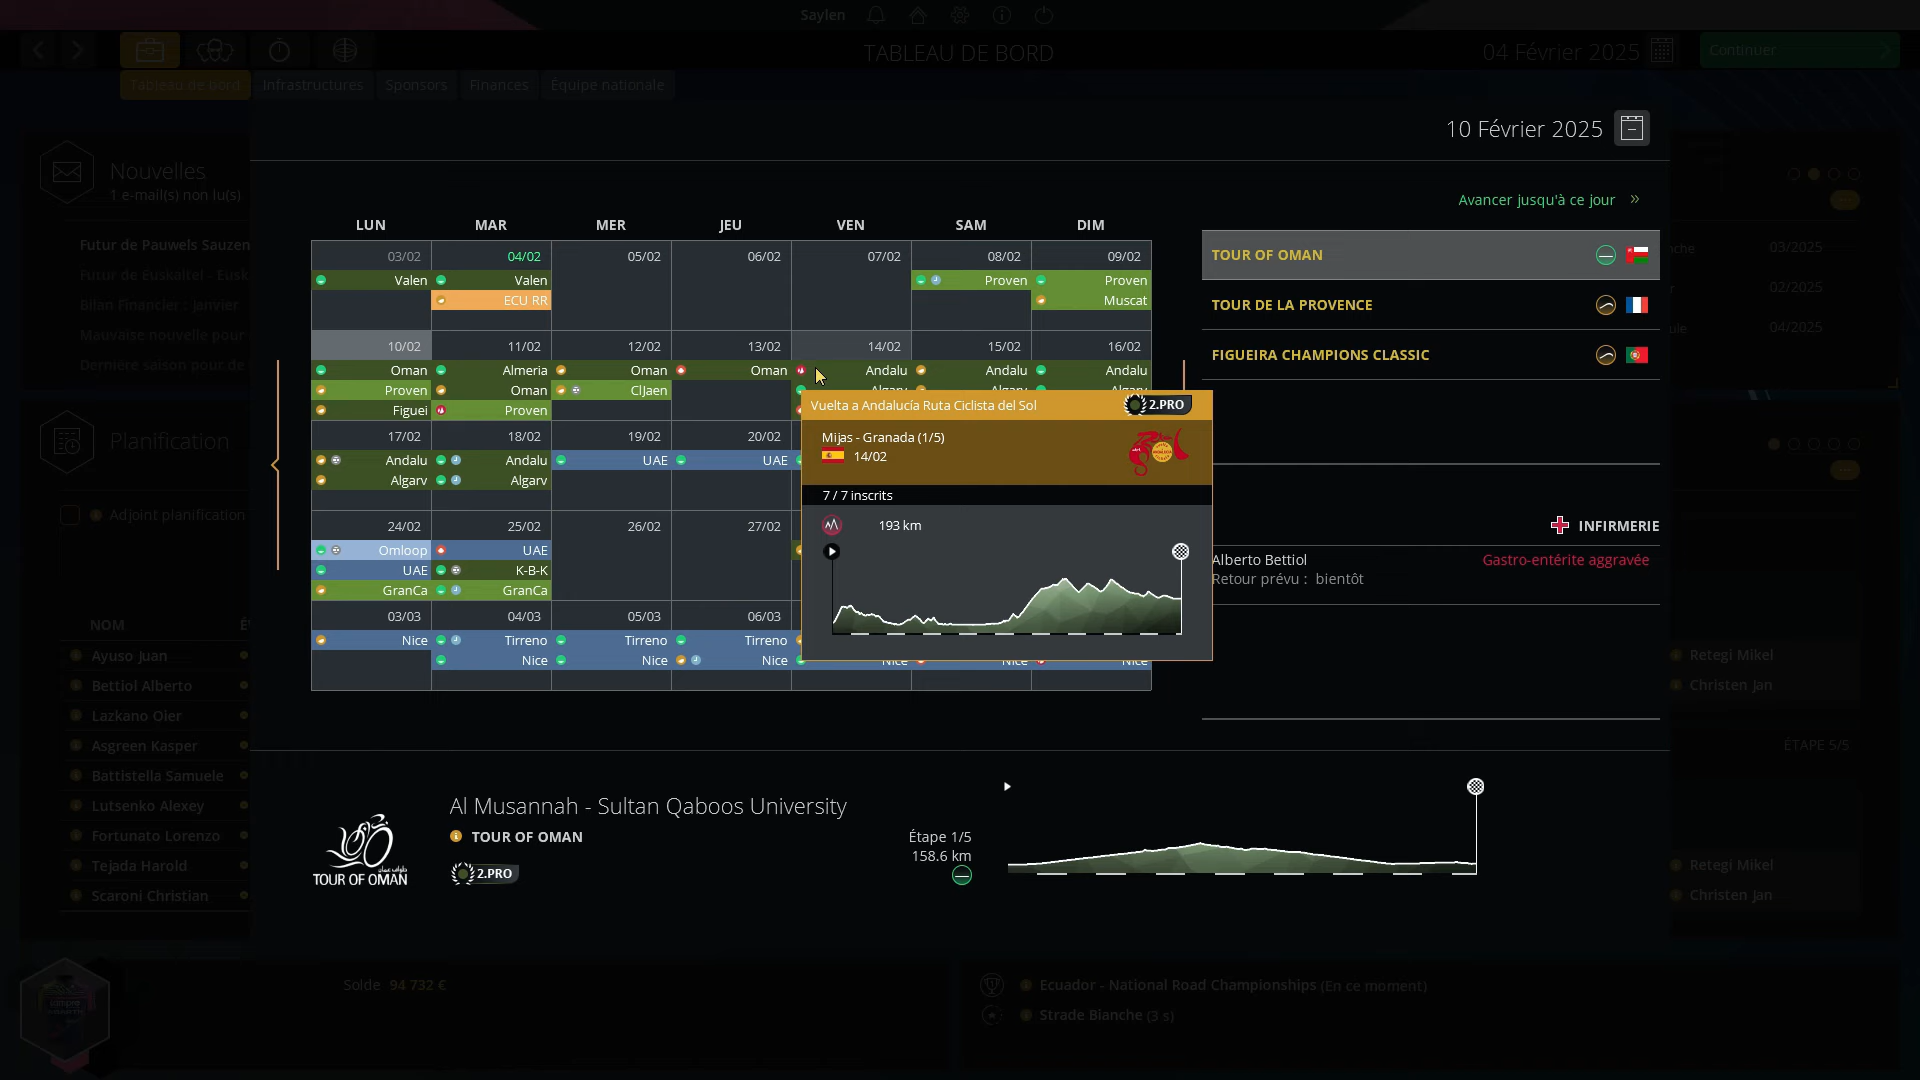 Saylen
TABLEAU DE BORD
04 Février 2025
Continuer
Tableau de bord
Infrastructures
Sponsors
Finances
Équipe nationale
10 Février 2025
Nouvelles
1 e-mail(s) non lu(s)
Futur de Pauwels Sauzen
Futur de Euskaltel - Eusk
Bilan Financier : Janvier
Mauvaise nouvelle pour
Dernière saison pour de
Planification
Adjoint planification
NOM
Ayuso Juan
Bettiol Alberto
Lazkano Oier
Asgreen Kasper
Battistella Samuele
Lutsenko Alexey
Fortunato Lorenzo
Tejada Harold
Scaroni Christian
LUN MAR MER JEU VEN SAM DIM
03/02 04/02 05/02 06/02 07/02 08/02 09/02
Valen Valen Proven Proven
ECU RR Muscat
10/02 11/02 12/02 13/02 14/02 15/02 16/02
Oman Almeria Oman Oman Andalu Andalu Andalu
Proven Oman ClJaen Algarv Algarv
Figuei Proven
17/02 18/02 19/02 20/02
Andalu Andalu UAE UAE
Algarv Algarv
24/02 25/02 26/02 27/02
Omloop UAE
UAE K-B-K
GranCa GranCa
03/03 04/03 05/03 06/03
Nice Tirreno Tirreno Tirreno
Nice Nice Nice Nice Nice
Vuelta a Andalucía Ruta Ciclista del Sol
2.PRO
Mijas - Granada (1/5)
14/02
7 / 7 inscrits
193 km
Avancer jusqu'à ce jour
TOUR OF OMAN
TOUR DE LA PROVENCE
FIGUEIRA CHAMPIONS CLASSIC
INFIRMERIE
Alberto Bettiol
Gastro-entérite aggravée
Retour prévu : bientôt
03/2025
02/2025
04/2025
Retegi Mikel
Christen Jan
ÉTAPE 5/5
Retegi Mikel
Christen Jan
TOUR OF OMAN
Al Musannah - Sultan Qaboos University
TOUR OF OMAN
2.PRO
Étape 1/5
158.6 km
Solde 94 732 €
Ecuador - National Road Championships (En ce moment)
Strade Bianche (3 s)